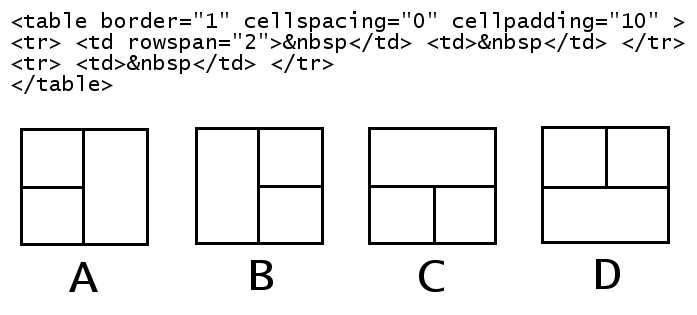 <table border="1" cellspacing="0" cellpadding="10" >
<tr> <td rowspan="2">&nbsp</td> <td>&nbsp</td> </tr>
<tr> <td>&nbsp</td> </tr>
</table>
A B C D